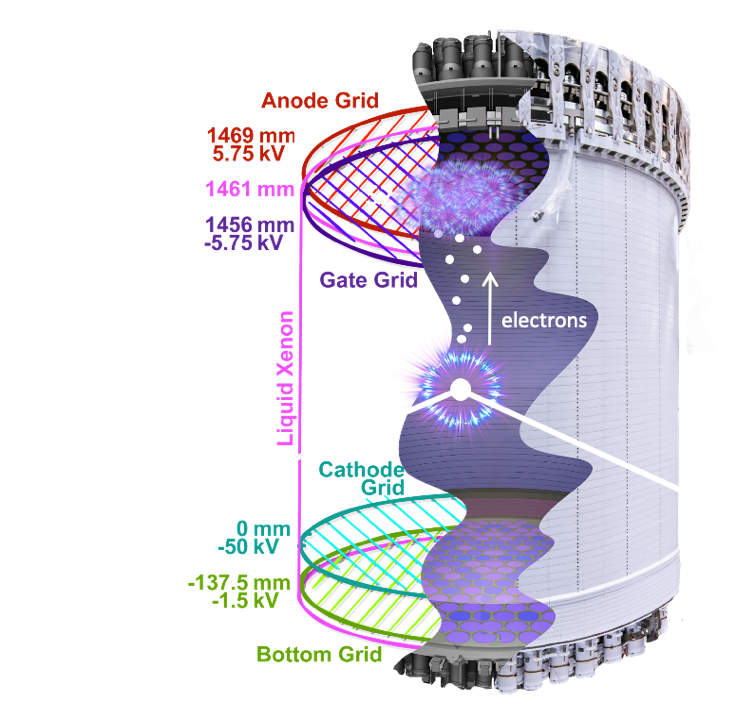 Anode Grid
1469 mm
5.75 kV
1461 mm
1456 mm
-5.75 kV
Gate Grid
electrons
Liquid Xenon
Cathode
Grid
0 mm
-50 kV
-137.5 mm
-1.5 kV
Bottom Grid